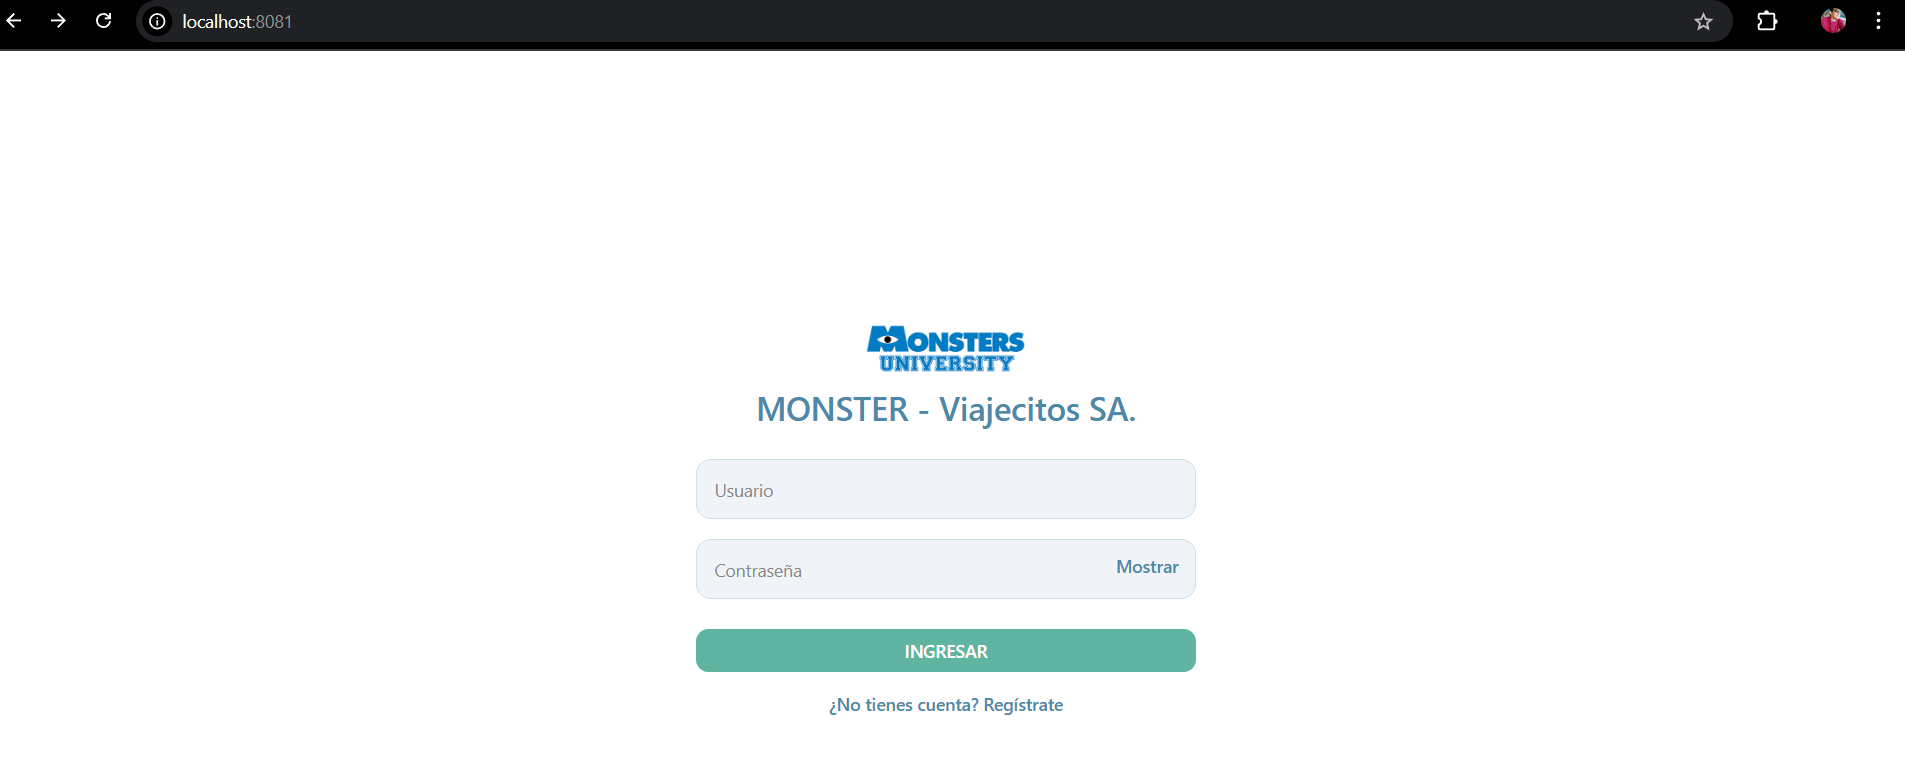 localhost:8081
MONSTERS
UNIVERSITY
MONSTER - Viajecitos SA.
Usuario
Contraseña
Mostrar
INGRESAR
¿No tienes cuenta? Regístrate